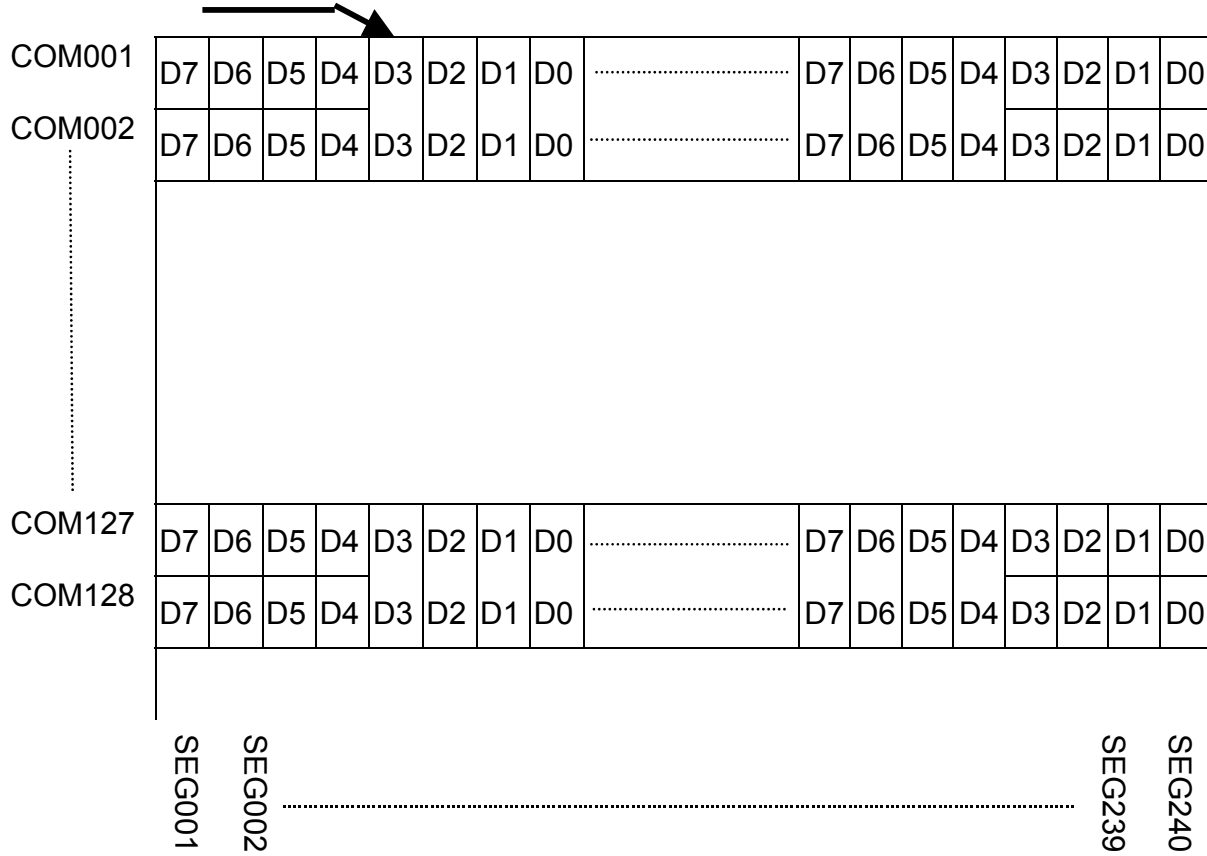 COM001 D7 D6 D5 D4 D3 D2 D1 D0 D7 D6 D5 D4 D3 D2 D1 D0
COM002 D7 D6 D5 D4 D3 D2 D1 D0 D7 D6 D5 D4 D3 D2 D1 D0
COM127 D7 D6 D5 D4 D3 D2 D1 D0 D7 D6 D5 D4 D3 D2 D1 D0
COM128 D7 D6 D5 D4 D3 D2 D1 D0 D7 D6 D5 D4 D3 D2 D1 D0
SEG001
SEG002
SEG239
SEG240